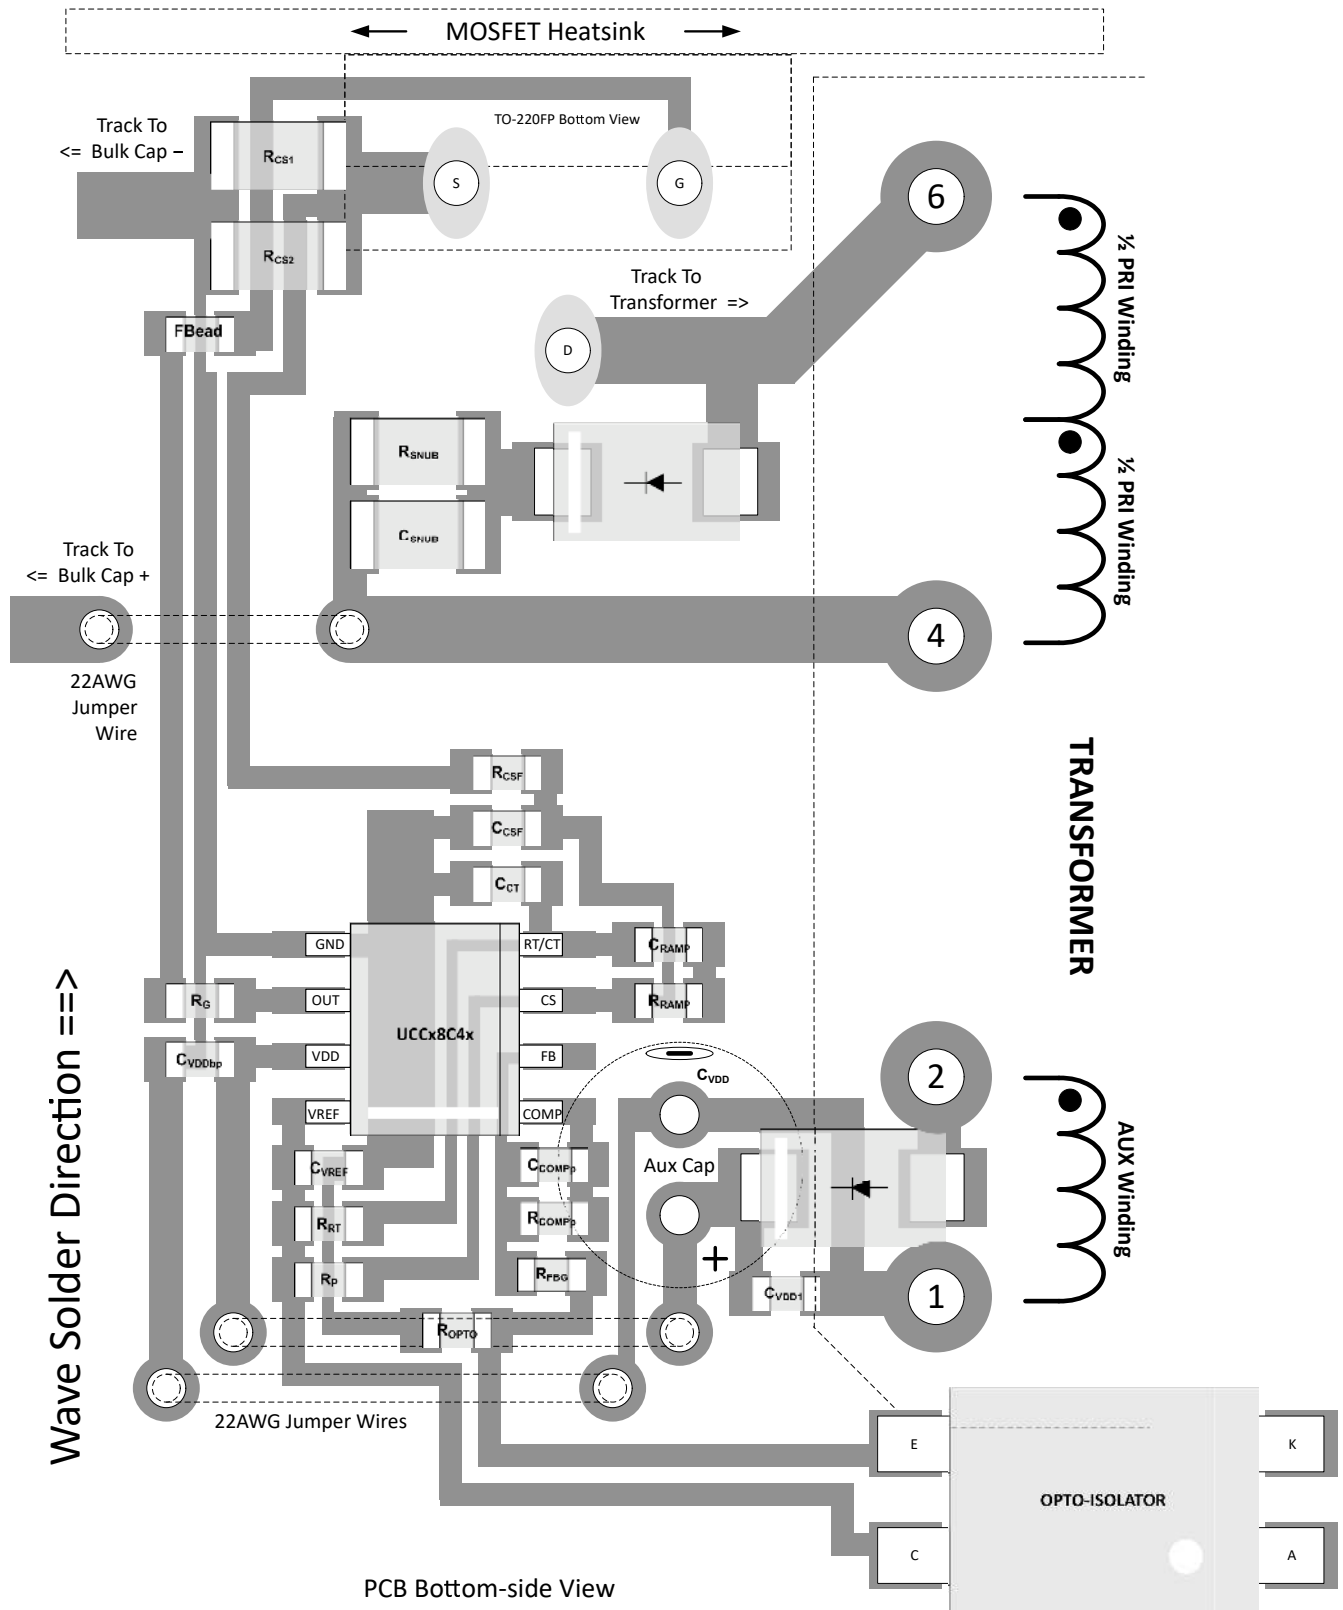 MOSFET Heatsink
Track To
<= Bulk Cap –
TO-220FP Bottom View
RCS1
S
G
6
RCS2
½ PRI Winding
Track To
Transformer =>
FBead
D
RSNUB
CSNUB
½ PRI Winding
Track To
<= Bulk Cap +
4
22AWG
Jumper
Wire
TRANSFORMER
RCSF
CCSF
CCT
GND
RT/CT
CRAMP
Wave Solder Direction ==>
RG
OUT
CS
RRAMP
UCCx8C4x
CVDDbp
VDD
FB
–
CVDD
2
VREF
COMP
AUX Winding
CVREF
CCOMPp
Aux Cap
RRT
RCOMPp
+
RP
RFBG
CVDD1
1
ROPTO
22AWG Jumper Wires
E
K
OPTO-ISOLATOR
C
A
PCB Bottom-side View